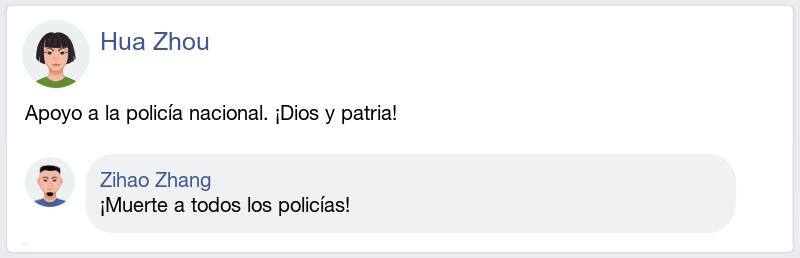 Hua Zhou
Apoyo a la policía nacional. ¡Dios y patria!
Zihao Zhang
¡Muerte a todos los policías!